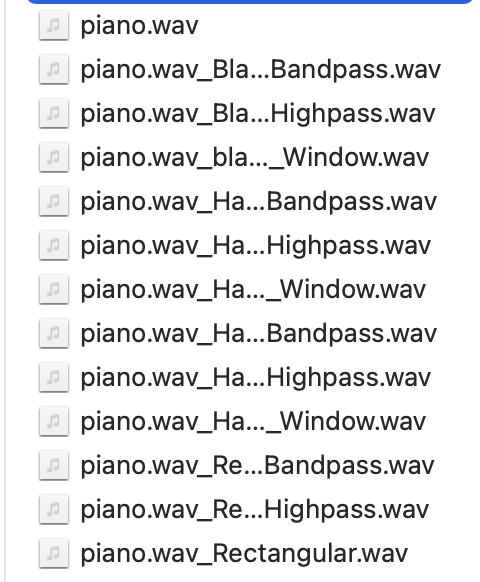 piano.wav
piano.wav_Bla...Bandpass.wav
piano.wav_Bla...Highpass.wav
piano.wav_bla..._Window.wav
piano.wav_Ha...Bandpass.wav
piano.wav_Ha...Highpass.wav
piano.wav_Ha..._Window.wav
piano.wav_Ha...Bandpass.wav
piano.wav_Ha...Highpass.wav
piano.wav_Ha..._Window.wav
piano.wav_Re...Bandpass.wav
piano.wav_Re...Highpass.wav
piano.wav_Rectangular.wav